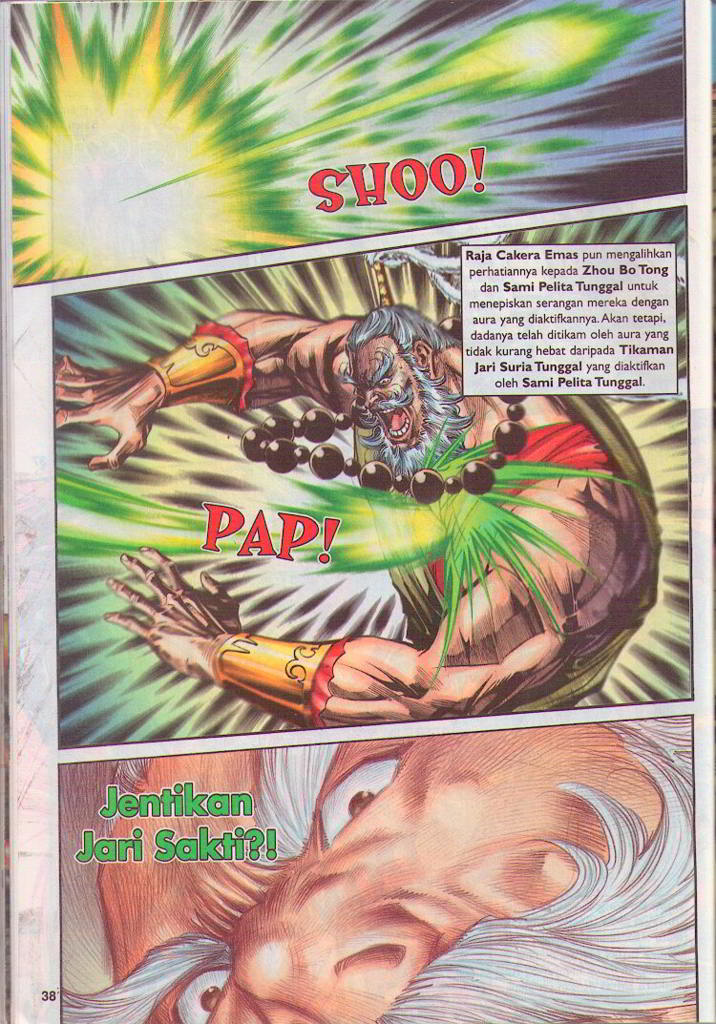 SHOO!
Raja Cakera Emas pun mengalihkan
perhatiannya kepada Zhou Bo Tong
dan Sami Pelita Tunggal untuk
menepiskan serangan mereka dengan
aura yang diaktifkannya. Akan tetapi,
dadanya telah ditikam oleh aura yang
tidak kurang hebat daripada Tikaman
Jari Suria Tunggal yang diaktifkan
oleh Sami Pelita Tunggal.
PAP!
Jentikan
Jari Sakti?!
38